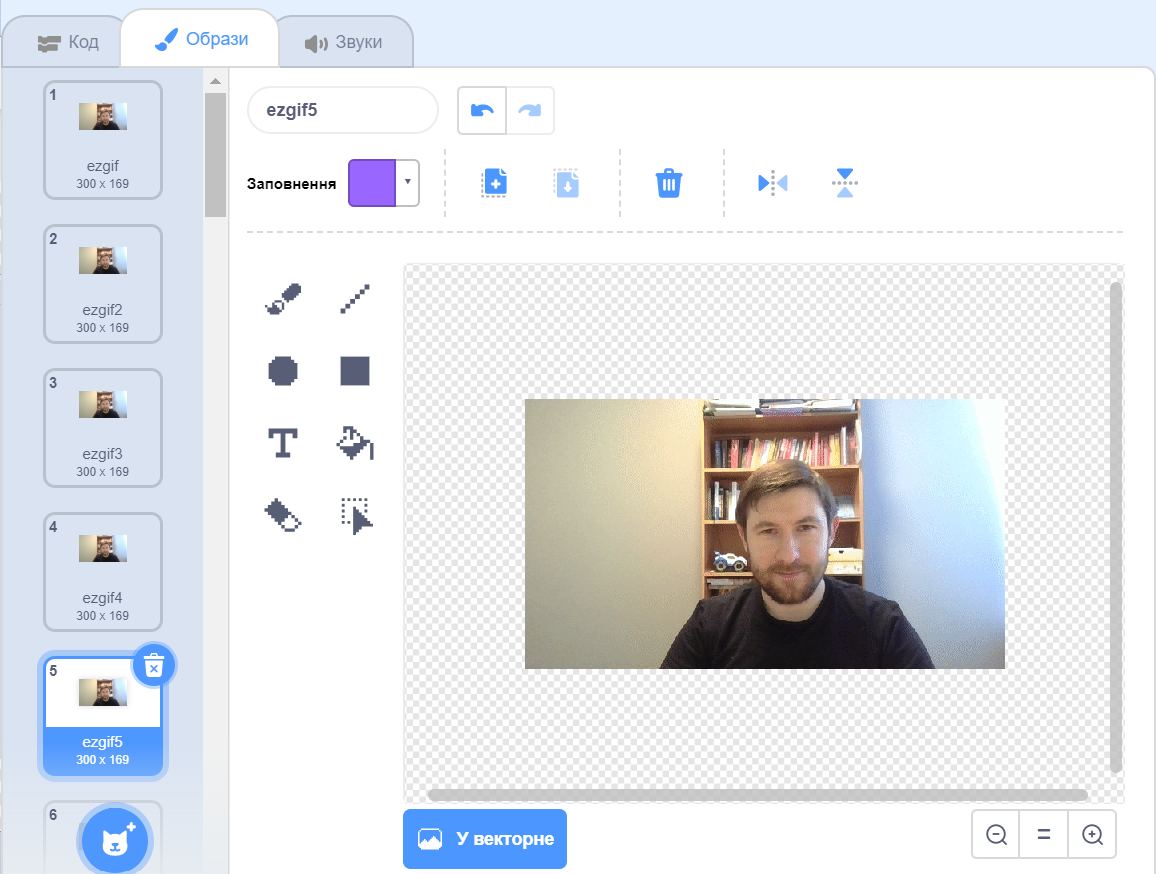 Код
Образи
Звуки
1
ezgif
300 x 169
2
ezgif2
300 x 169
3
ezgif3
300 x 169
4
ezgif4
300 x 169
5
ezgif5
300 x 169
6
ezgif5
Заповнення
У векторне